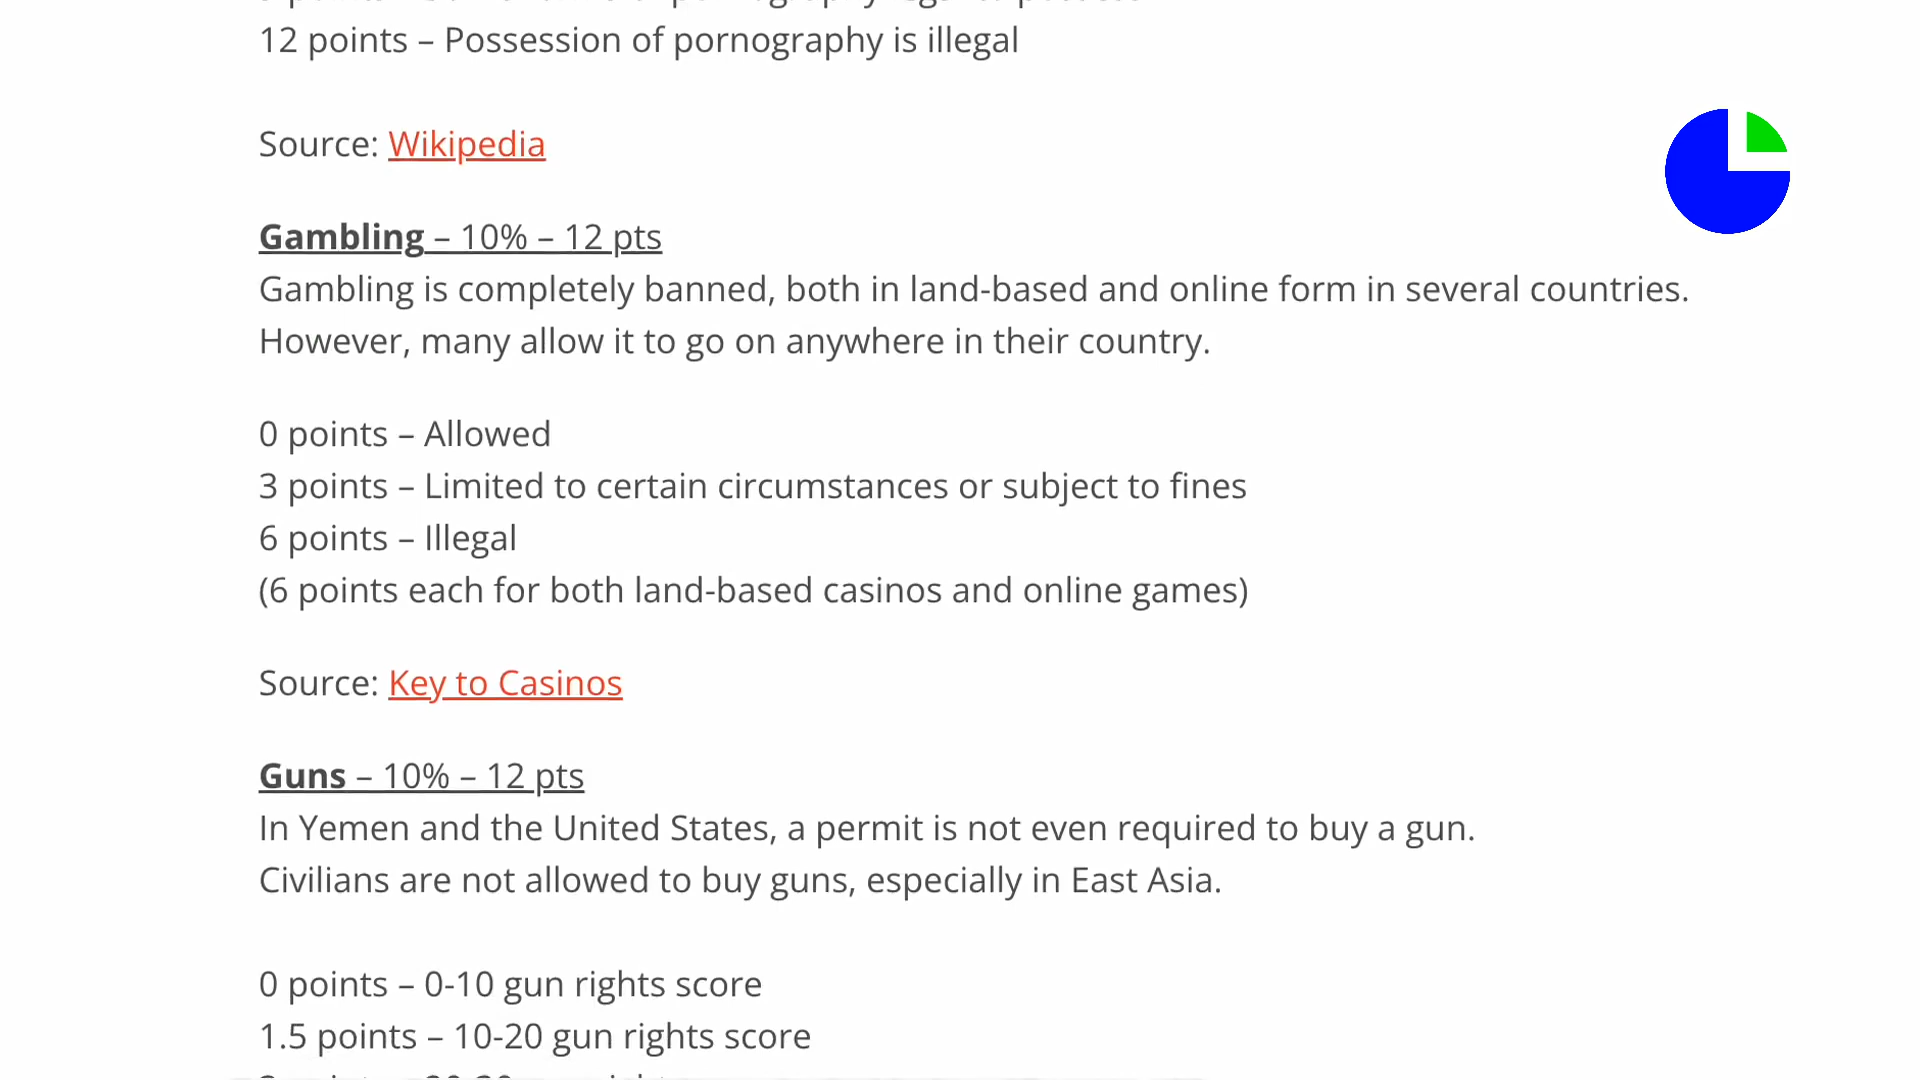 12 points – Possession of pornography is illegal
Source: Wikipedia
Gambling – 10% – 12 pts
Gambling is completely banned, both in land-based and online form in several countries.
However, many allow it to go on anywhere in their country.
0 points – Allowed
3 points – Limited to certain circumstances or subject to fines
6 points – Illegal
(6 points each for both land-based casinos and online games)
Source: Key to Casinos
Guns – 10% – 12 pts
In Yemen and the United States, a permit is not even required to buy a gun.
Civilians are not allowed to buy guns, especially in East Asia.
0 points – 0-10 gun rights score
1.5 points – 10-20 gun rights score